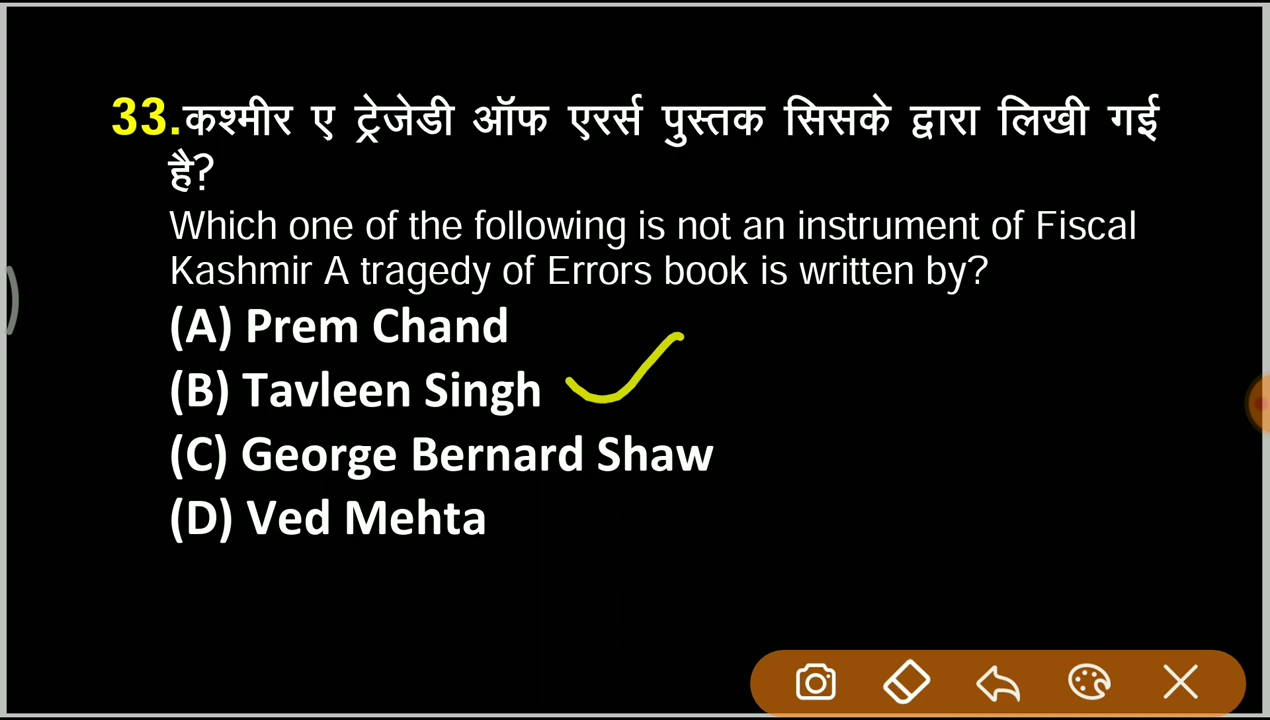 33.कश्मीर ए ट्रेजेडी ऑफ एरर्स पुस्तक सिसके द्वारा लिखी गई
है?
Which one of the following is not an instrument of Fiscal
Kashmir A tragedy of Errors book is written by?
(A) Prem Chand
(B) Tavleen Singh
(C) George Bernard Shaw
(D) Ved Mehta